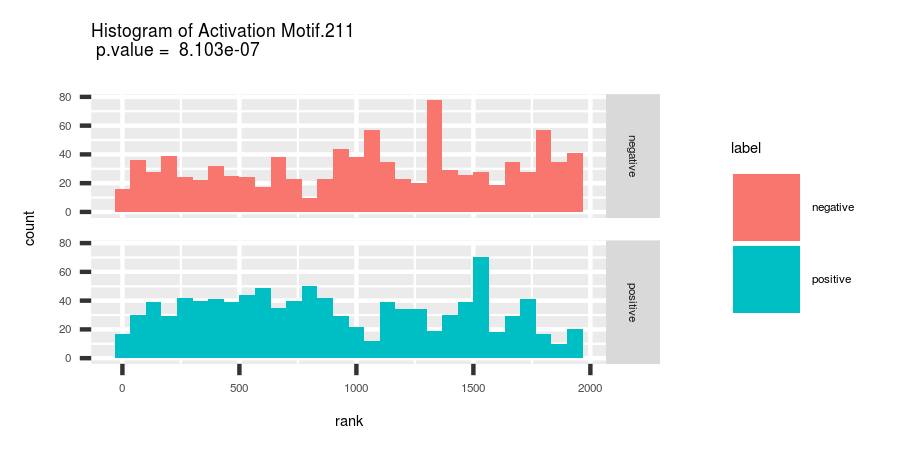 Histogram of Activation Motif.211
p.value =  8.103e-07
count
80
60
40
20
0
negative
80
60
40
20
0
positive
0
500
1000
1500
2000
rank
label
negative
positive